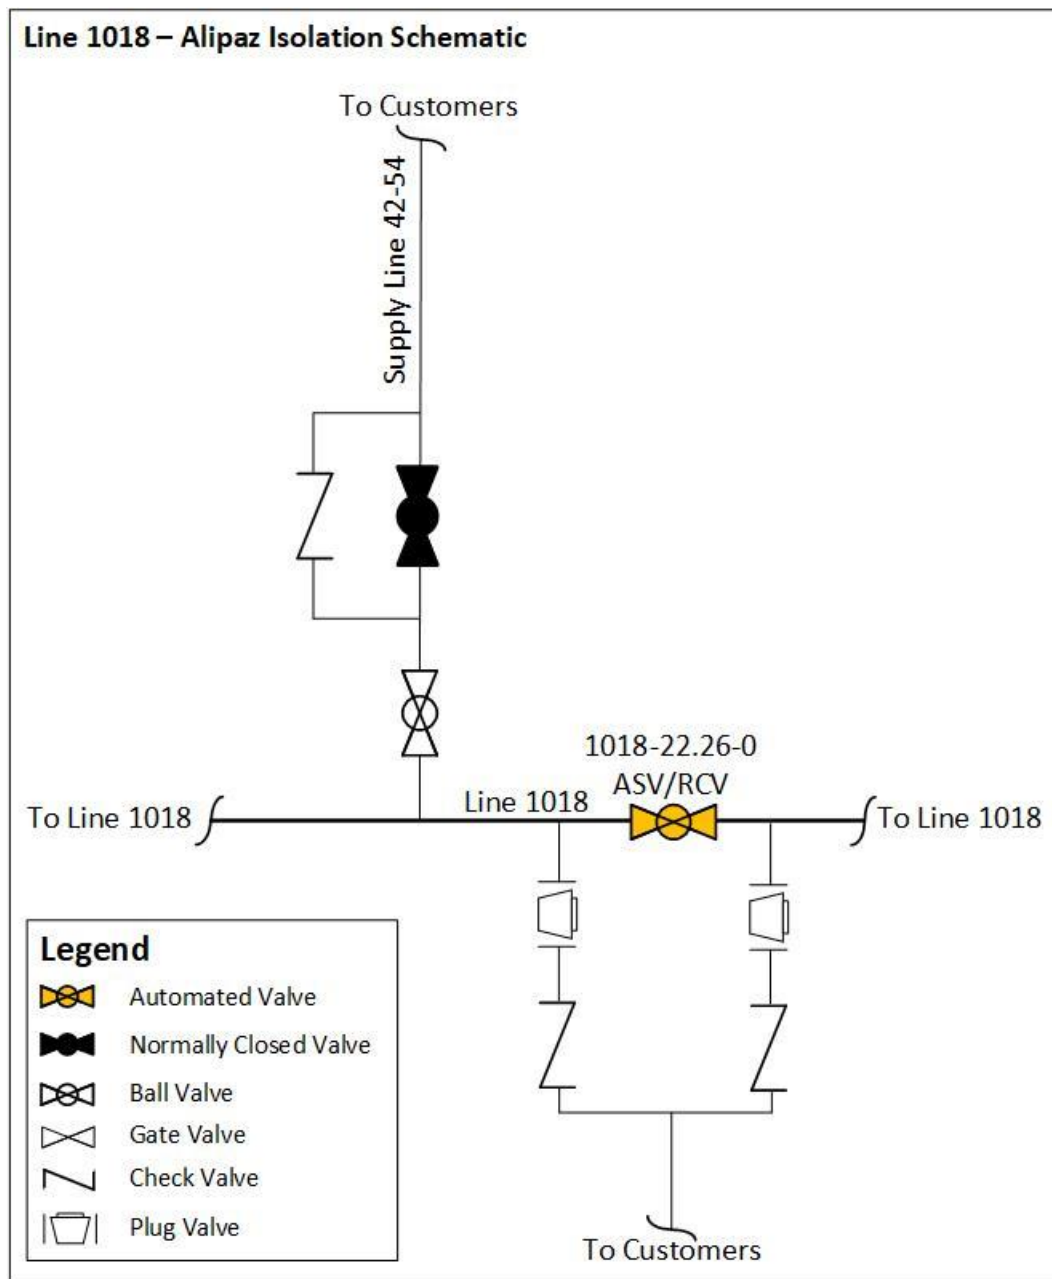 Line 1018 – Alipaz Isolation Schematic
To Customers
Supply Line 42-54
1018-22.26-0
ASV/RCV
To Line 1018
Line 1018
To Line 1018
Legend
Automated Valve
Normally Closed Valve
Ball Valve
Gate Valve
Check Valve
Plug Valve
To Customers